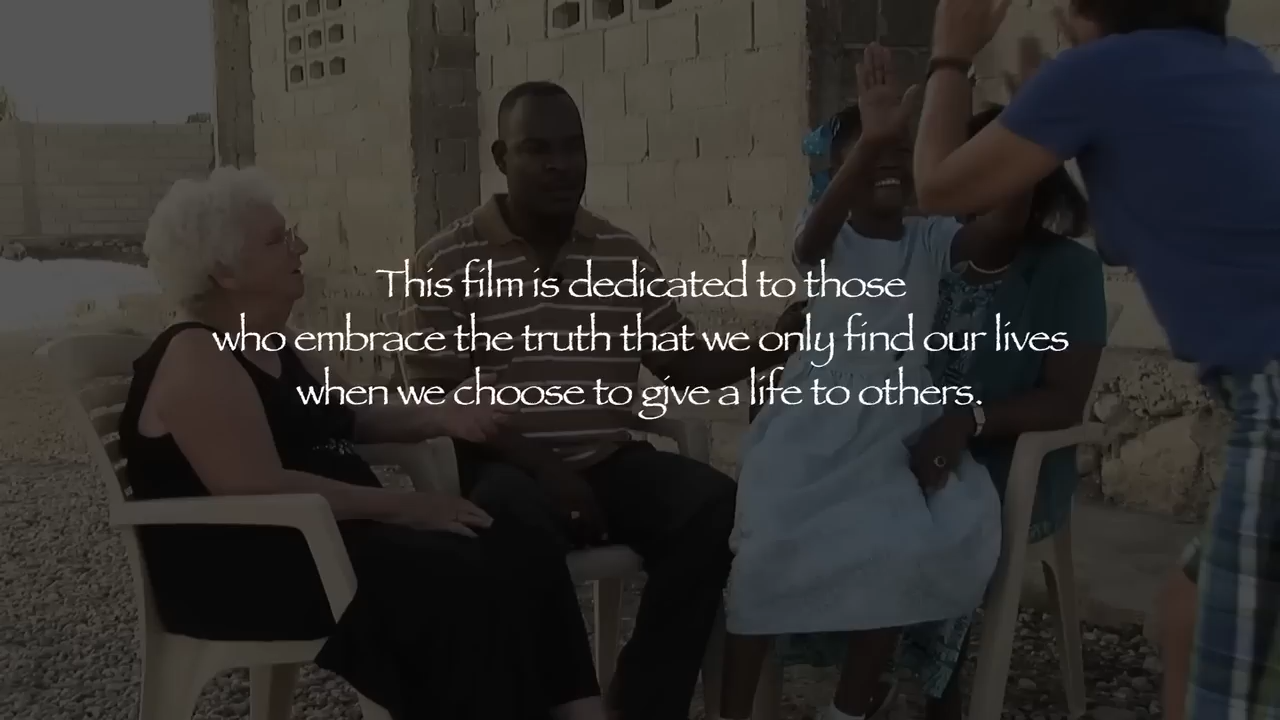 This film is dedicated to those
who embrace the truth that we only find our lives
when we choose to give a life to others.